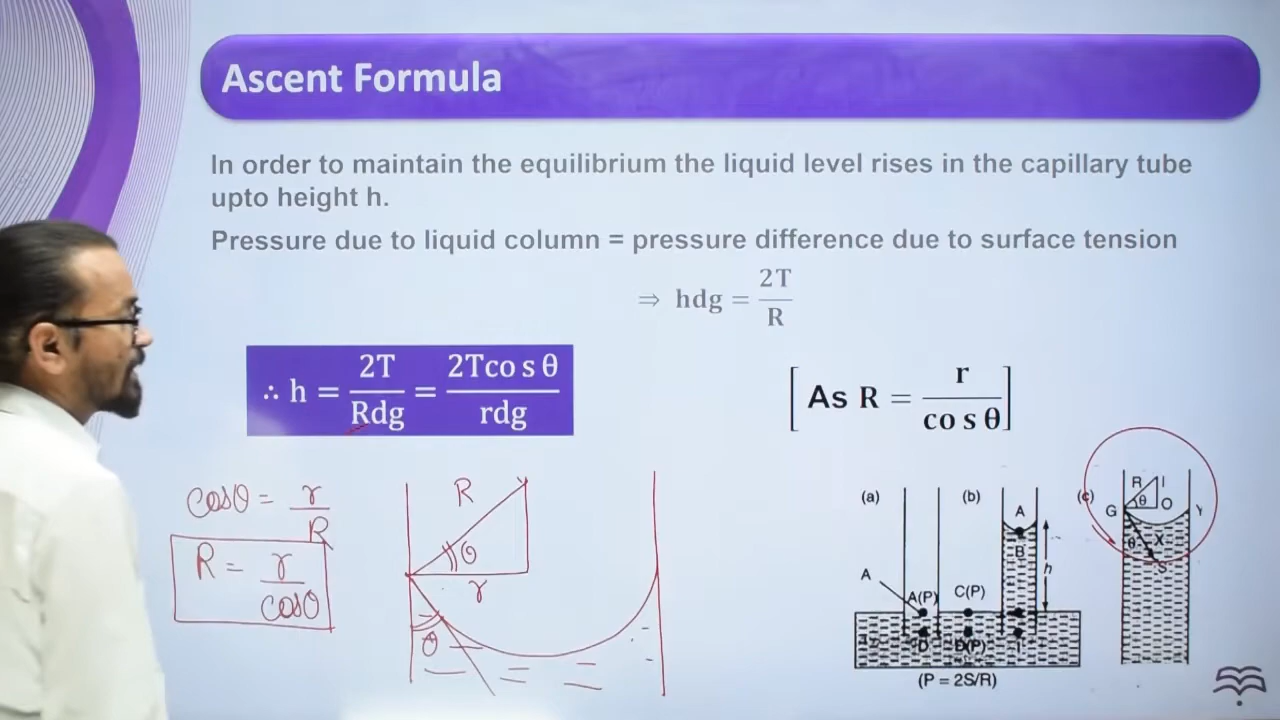 Ascent Formula
In order to maintain the equilibrium the liquid level rises in the capillary tube
upto height h.
Pressure due to liquid column = pressure difference due to surface tension
⇒ hdg = 2T/R
∴ h = 2T/Rdg = 2Tco s θ/rdg
[As R = r/co s θ]
cosθ = r/R
R = r/cosθ
R
θ
r
θ
(a)
(b)
(c)
A
B
h
A
A(P)
C(P)
D
D(P)
R
I
θ
O
G
Y
θ
X
S
(P = 2S/R)